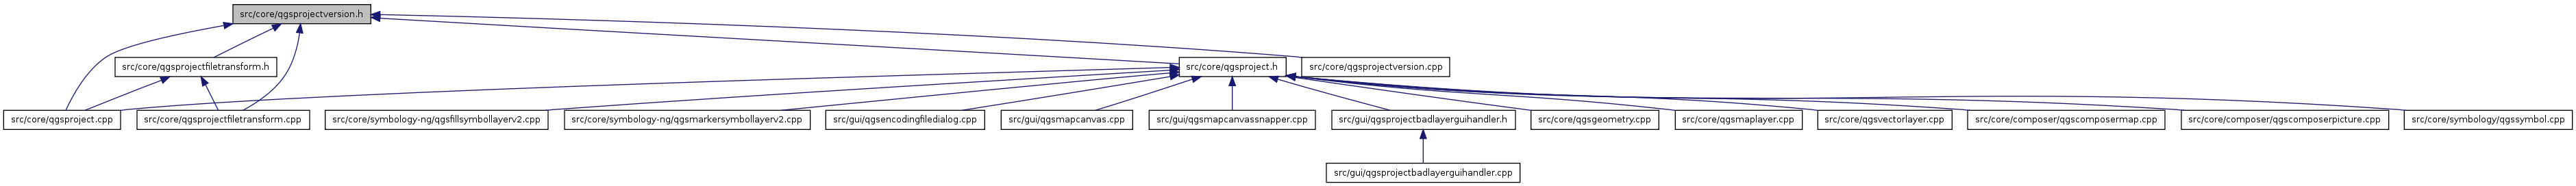 src/core/qgsprojectversion.h
src/core/qgsprojectfiletransform.h
src/core/qgsproject.h
src/core/qgsprojectversion.cpp
src/core/qgsproject.cpp
src/core/qgsprojectfiletransform.cpp
src/core/symbology-ng/qgsfillsymbollayerv2.cpp
src/core/symbology-ng/qgsmarkersymbollayerv2.cpp
src/gui/qgsencodingfiledialog.cpp
src/gui/qgsmapcanvas.cpp
src/gui/qgsmapcanvassnapper.cpp
src/gui/qgsprojectbadlayerguihandler.h
src/core/qgsgeometry.cpp
src/core/qgsmaplayer.cpp
src/core/qgsvectorlayer.cpp
src/core/composer/qgscomposermap.cpp
src/core/composer/qgscomposerpicture.cpp
src/core/symbology/qgssymbol.cpp
src/gui/qgsprojectbadlayerguihandler.cpp